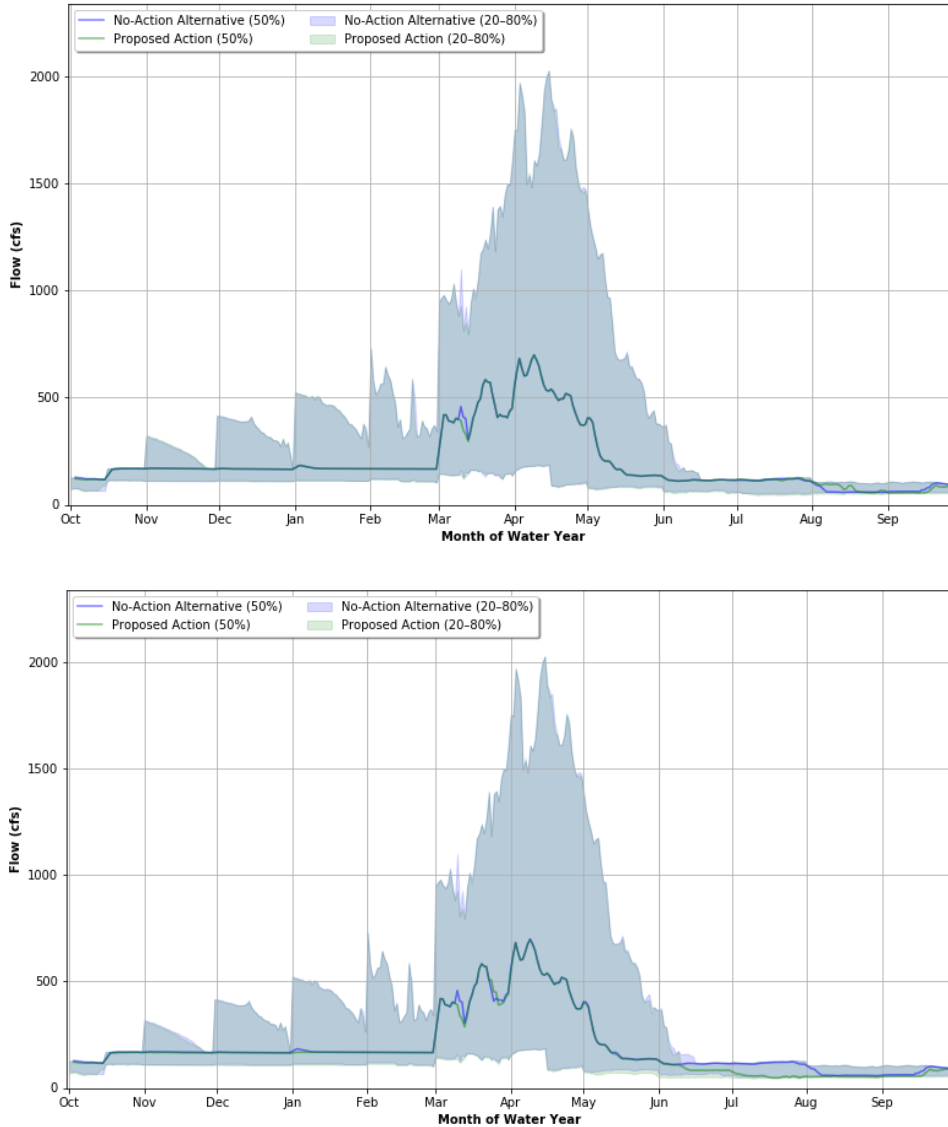 No-Action Alternative (50%) No-Action Alternative (20–80%)
Proposed Action (50%) Proposed Action (20–80%)
2000
1500
1000
500
0
Flow (cfs)
Oct Nov Dec Jan Feb Mar Apr May Jun Jul Aug Sep
Month of Water Year
No-Action Alternative (50%) No-Action Alternative (20–80%)
Proposed Action (50%) Proposed Action (20–80%)
2000
1500
1000
500
0
Flow (cfs)
Oct Nov Dec Jan Feb Mar Apr May Jun Jul Aug Sep
Month of Water Year